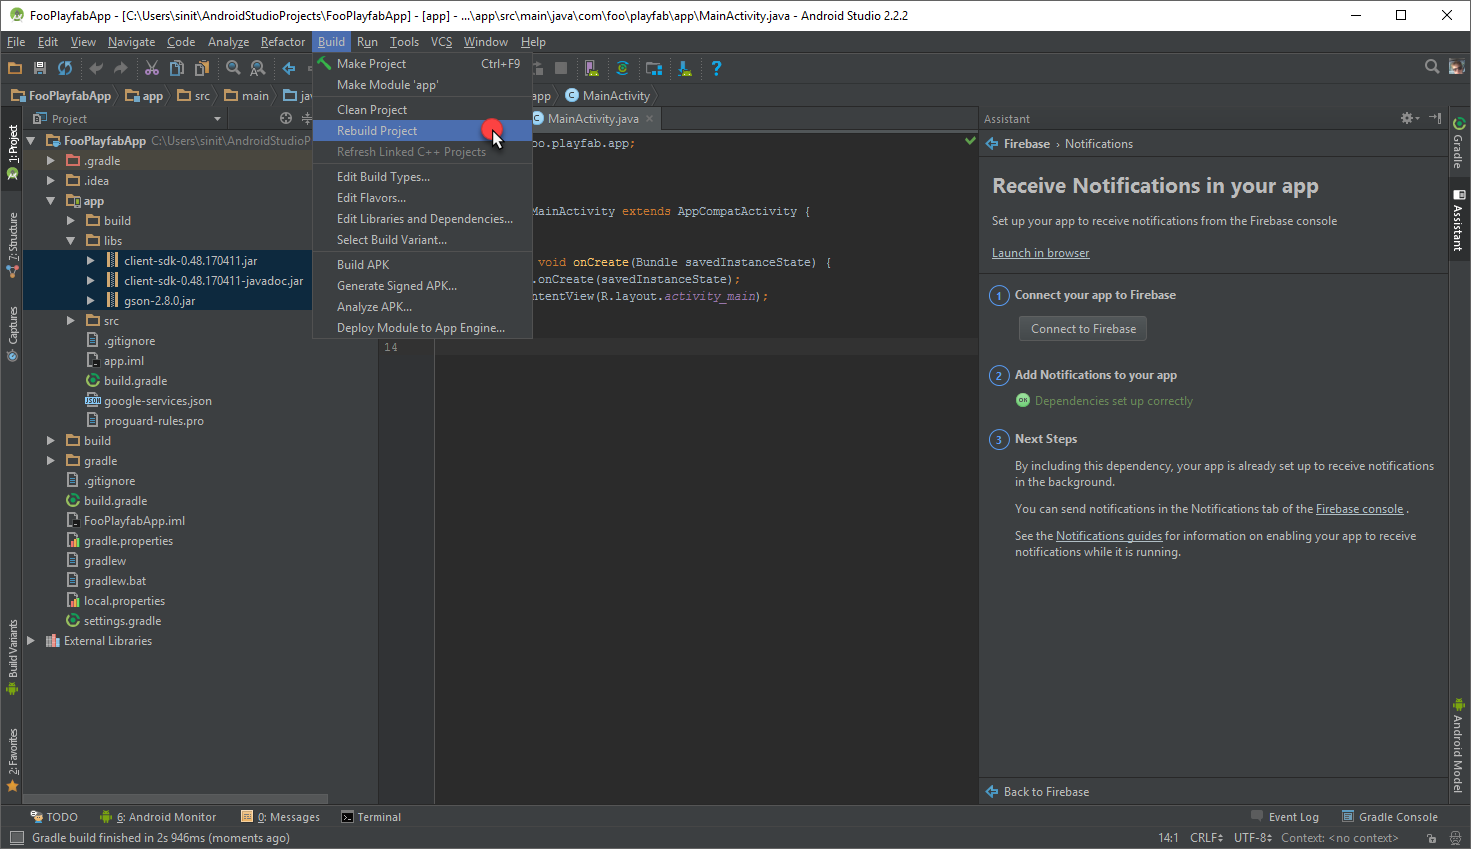 FooPlayfabApp - [C:\Users\sinit\AndroidStudioProjects\FooPlayfabApp] - [app] - ...\app\src\main\java\com\foo\playfab\app\MainActivity.java - Android Studio 2.2.2
File Edit View Navigate Code Analyze Refactor Build Run Tools VCS Window Help
FooPlayfabApp app src main ja app MainActivity
Make Project Ctrl+F9
Make Module 'app'
Clean Project
Rebuild Project
Refresh Linked C++ Projects
Edit Build Types...
Edit Flavors...
Edit Libraries and Dependencies...
Select Build Variant...
Build APK
Generate Signed APK...
Analyze APK...
Deploy Module to App Engine...
1: Project
7: Structure
Captures
Build Variants
2: Favorites
Project
FooPlayfabApp C:\Users\sinit\AndroidStudioP
.gradle
.idea
app
build
libs
client-sdk-0.48.170411.jar
client-sdk-0.48.170411-javadoc.jar
gson-2.8.0.jar
src
.gitignore
app.iml
build.gradle
google-services.json
proguard-rules.pro
build
gradle
.gitignore
build.gradle
FooPlayfabApp.iml
gradle.properties
gradlew
gradlew.bat
local.properties
settings.gradle
External Libraries
MainActivity.java
oo.playfab.app;
MainActivity extends AppCompatActivity {
void onCreate(Bundle savedInstanceState) {
.onCreate(savedInstanceState);
ntentView(R.layout.activity_main);
14
Assistant
Firebase › Notifications
Receive Notifications in your app
Set up your app to receive notifications from the Firebase console
Launch in browser
1 Connect your app to Firebase
Connect to Firebase
2 Add Notifications to your app
OK Dependencies set up correctly
3 Next Steps
By including this dependency, your app is already set up to receive notifications
in the background.
You can send notifications in the Notifications tab of the Firebase console .
See the Notifications guides for information on enabling your app to receive
notifications while it is running.
Back to Firebase
Gradle
Assistant
Android Model
TODO 6: Android Monitor 0: Messages Terminal Event Log Gradle Console
Gradle build finished in 2s 946ms (moments ago) 14:1 CRLF UTF-8 Context: <no context>